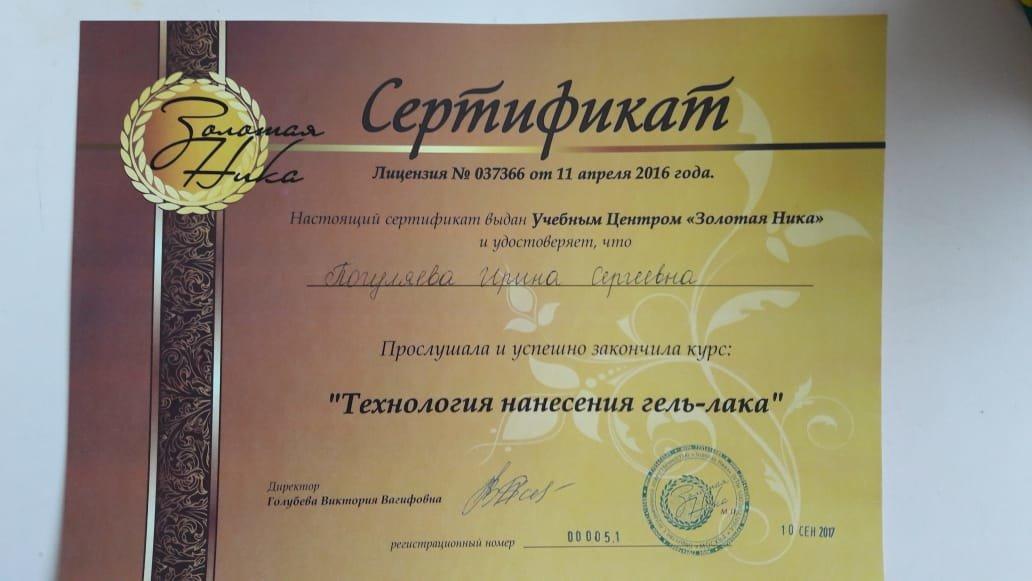 Золотая
Ника
Сертификат
Лицензия № 037366 от 11 апреля 2016 года.
Настоящий сертификат выдан Учебным Центром «Золотая Ника»
и удостоверяет, что
Погуляева Ирина Сергеевна
Прослушала и успешно закончила курс:
"Технология нанесения гель-лака"
Директор
Голубева Виктория Вагифовна
Золотая
Ника
М.П.
регистрационный номер 00005.1
10 СЕН 2017